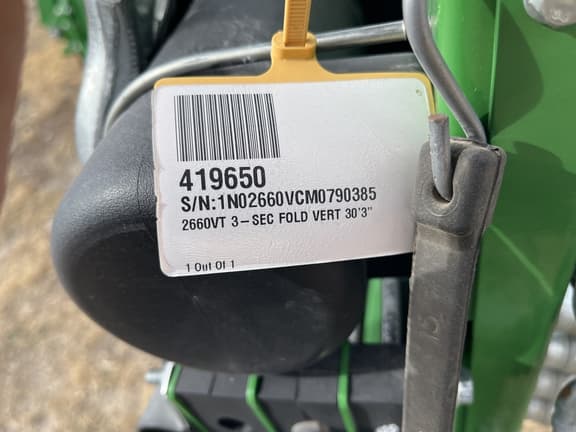 419650
S/N:1N02660VCM0790385
2660VT 3-SEC FOLD VERT 30'3"
1 Out Of 1